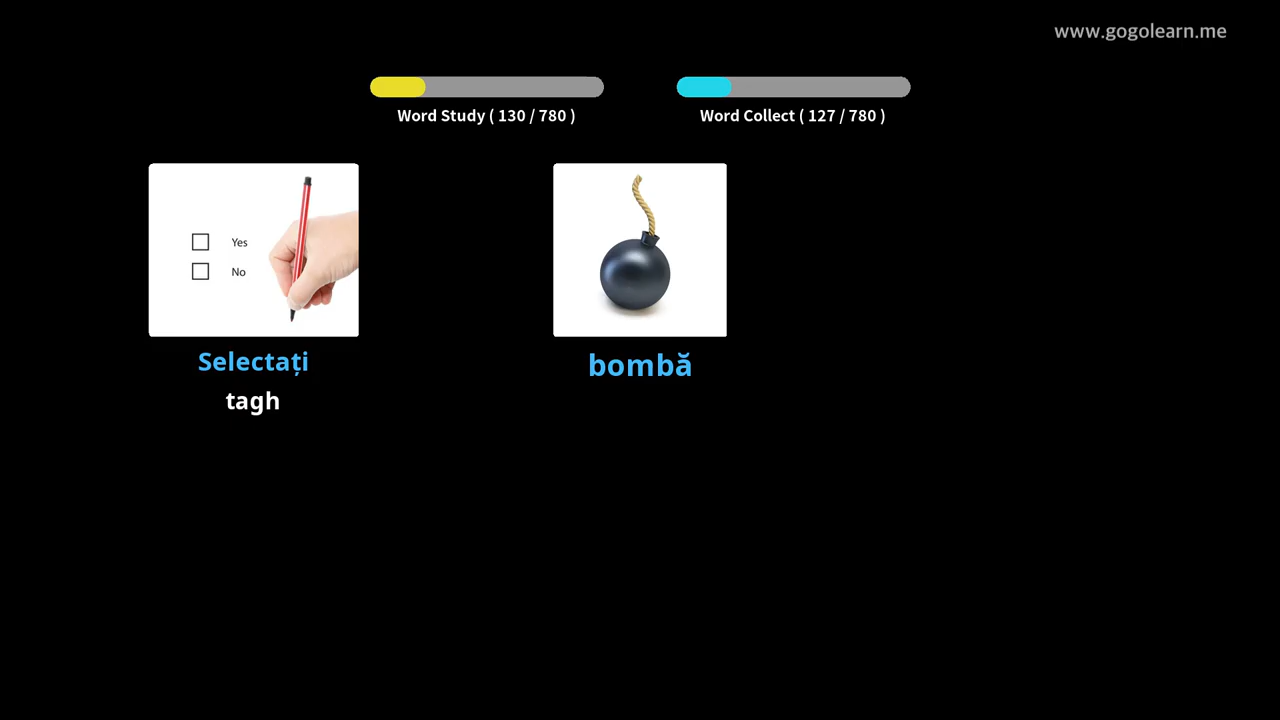 www.gogolearn.me
Word Study ( 130 / 780 )
Word Collect ( 127 / 780 )
Yes
No
Selectați
tagh
bombă